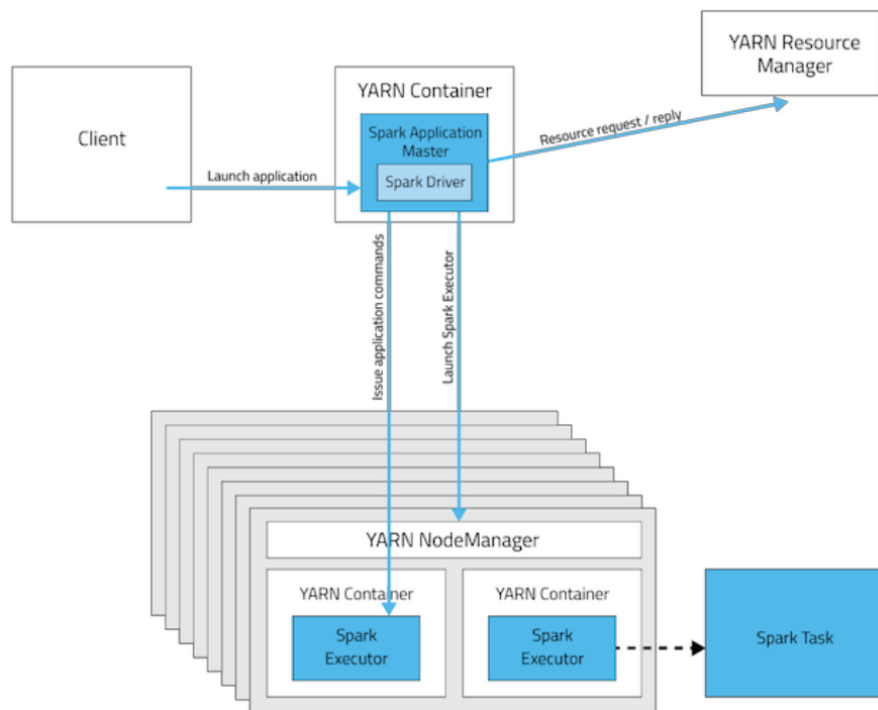 YARN Resource
Manager
YARN Container
Client
Spark Application
Master
Resource request / reply
Launch application
Spark Driver
Issue application commands
Launch Spark Executor
YARN NodeManager
YARN Container
YARN Container
Spark
Executor
Spark
Executor
Spark Task